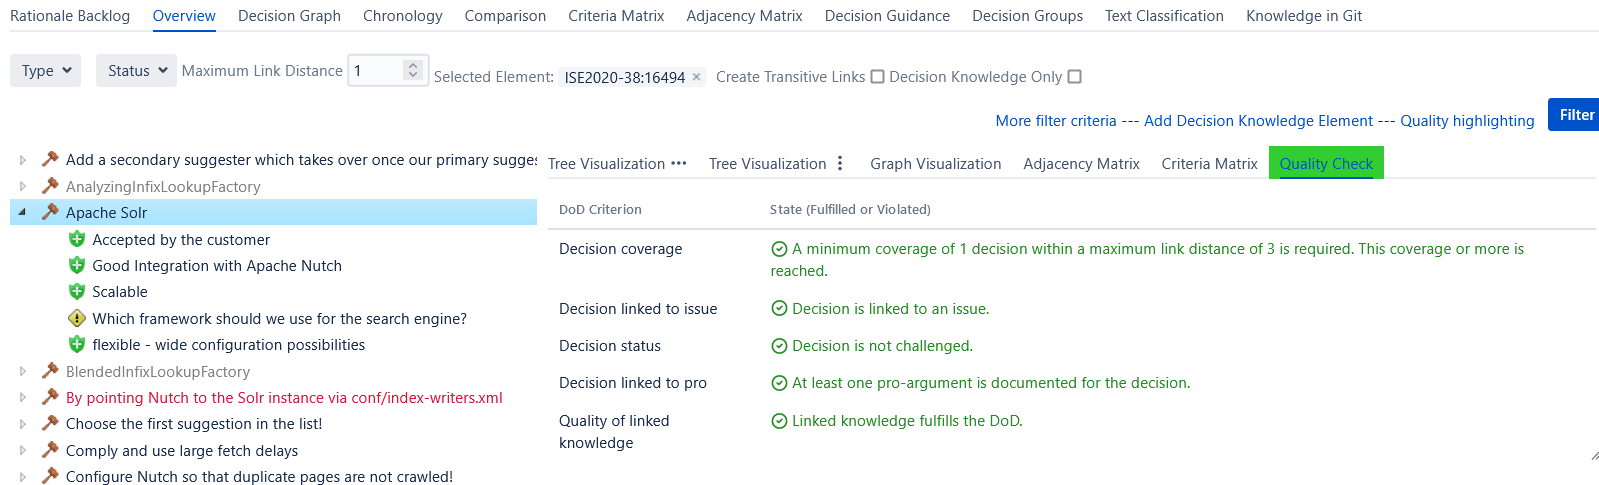 Rationale Backlog Overview Decision Graph Chronology Comparison Criteria Matrix Adjacency Matrix Decision Guidance Decision Groups Text Classification Knowledge in Git
Type Status Maximum Link Distance 1 Selected Element: ISE2020-38:16494 × Create Transitive Links Decision Knowledge Only
More filter criteria --- Add Decision Knowledge Element --- Quality highlighting Filter
Add a secondary suggester which takes over once our primary sugges
AnalyzingInfixLookupFactory
Apache Solr
Accepted by the customer
Good Integration with Apache Nutch
Scalable
Which framework should we use for the search engine?
flexible - wide configuration possibilities
BlendedInfixLookupFactory
By pointing Nutch to the Solr instance via conf/index-writers.xml
Choose the first suggestion in the list!
Comply and use large fetch delays
Configure Nutch so that duplicate pages are not crawled!
Tree Visualization ••• Tree Visualization Graph Visualization Adjacency Matrix Criteria Matrix Quality Check
DoD Criterion State (Fulfilled or Violated)
Decision coverage A minimum coverage of 1 decision within a maximum link distance of 3 is required. This coverage or more is
reached.
Decision linked to issue Decision is linked to an issue.
Decision status Decision is not challenged.
Decision linked to pro At least one pro-argument is documented for the decision.
Quality of linked Linked knowledge fulfills the DoD.
knowledge